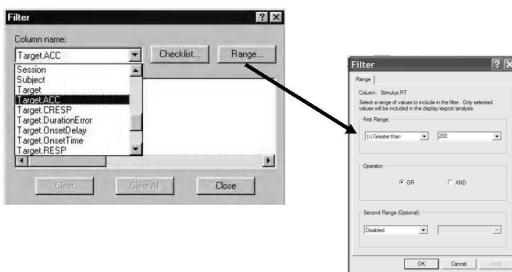 Filter
Column name:
Target.ACC
Checklist...
Range...
Session
Subject
Target
Target.ACC
Target.CRESP
Target.DurationError
Target.OnsetDelay
Target.OnsetTime
Target.RESP
Clear
Clear All
Close
Filter
Range
Column: Stimulus.RT
Select a range of values to include in the filter. Only selected
values will be included in the display/export/analysis.
First Range:
(>) Greater than
200
Operator:
OR
AND
Second Range (Optional):
Disabled
OK
Cancel
Apply